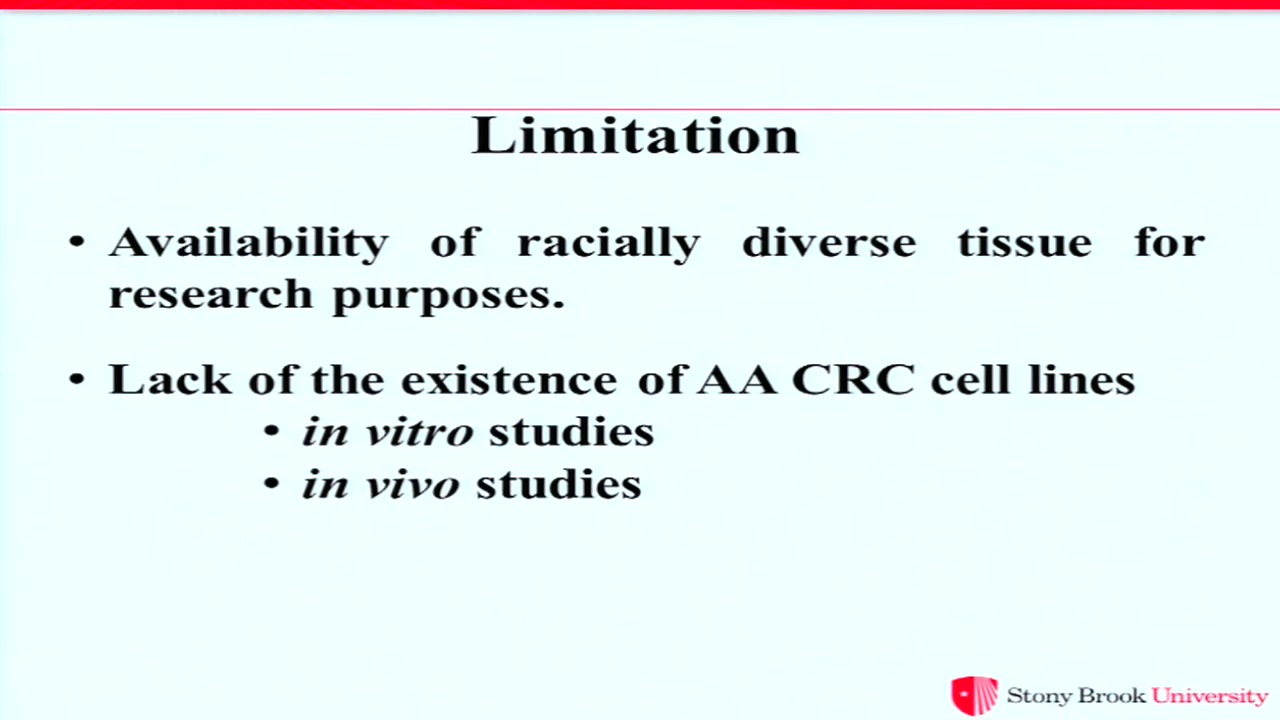 Limitation
• Availability of racially diverse tissue for
research purposes.
• Lack of the existence of AA CRC cell lines
• in vitro studies
• in vivo studies
Stony Brook University